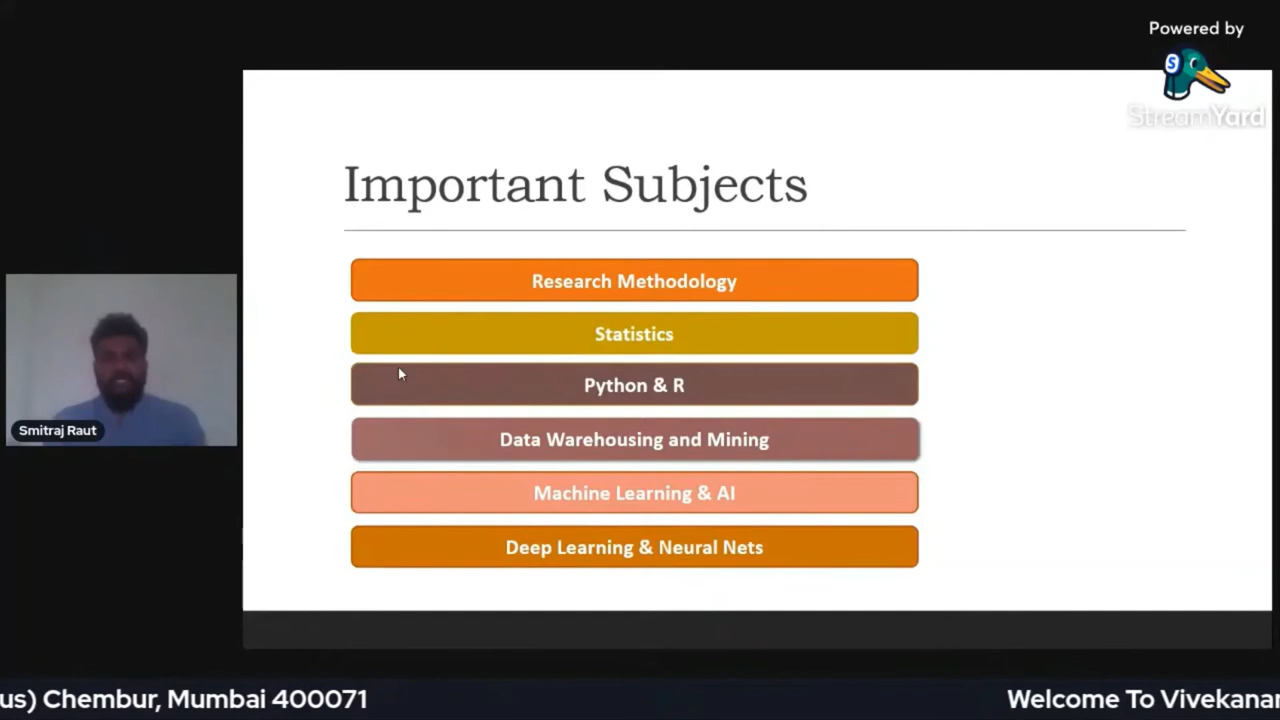 Powered by
StreamYard
Important Subjects
Research Methodology
Statistics
Python & R
Data Warehousing and Mining
Machine Learning & AI
Deep Learning & Neural Nets
Smitraj Raut
us) Chembur, Mumbai 400071
Welcome To Vivekanan